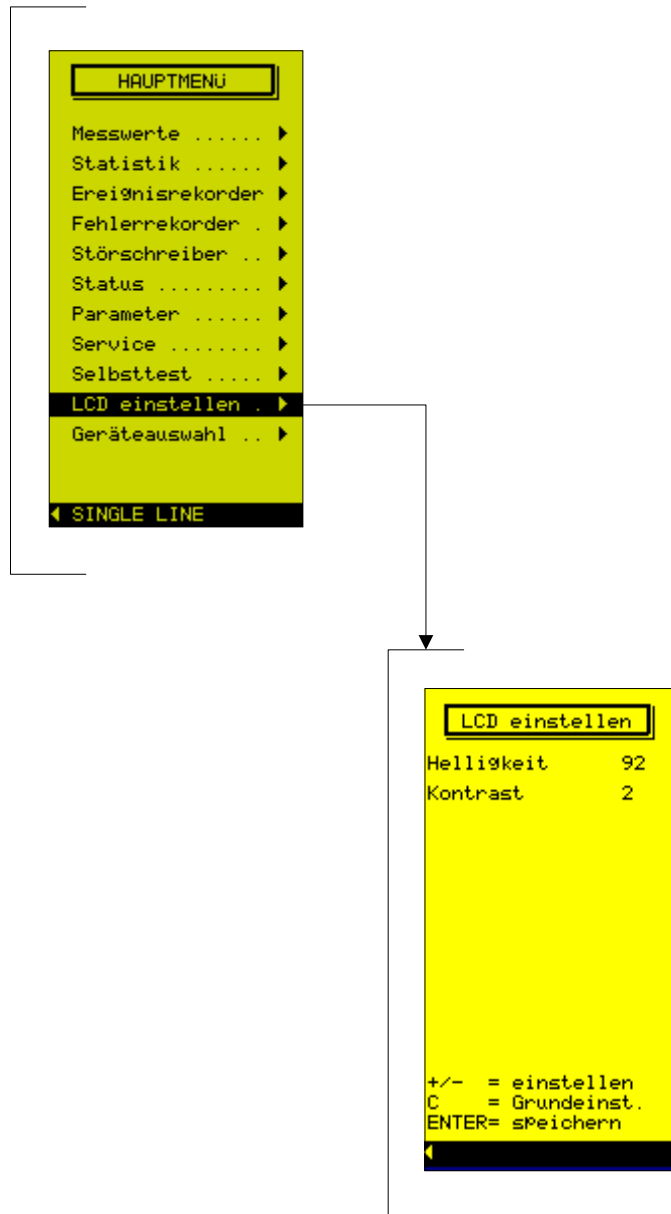 HAUPTMENü
Messwerte ......
Statistik ......
Ereignisrekorder
Fehlerrekorder .
Störschreiber ..
Status .........
Parameter ......
Service ........
Selbsttest .....
LCD einstellen .
Geräteauswahl ..
SINGLE LINE
LCD einstellen
Helligkeit 92
Kontrast 2
+/- = einstellen
C = Grundeinst.
ENTER= speichern